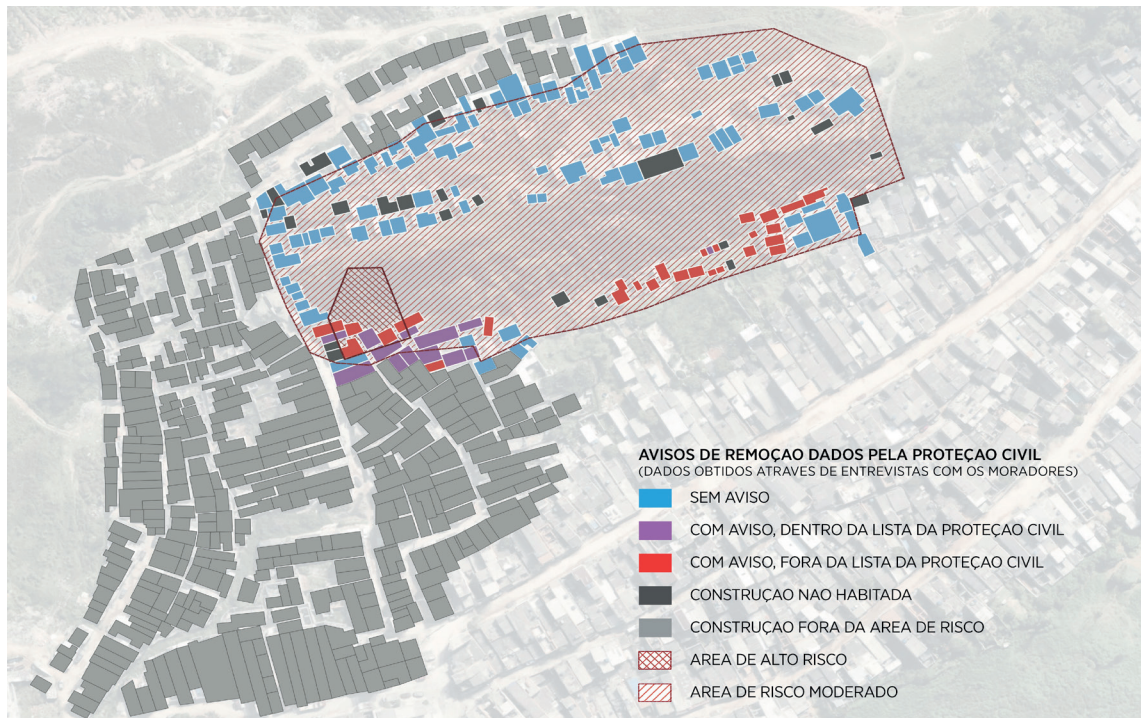 AVISOS DE REMOÇAO DADOS PELA PROTEÇAO CIVIL
(DADOS OBTIDOS ATRAVES DE ENTREVISTAS COM OS MORADORES)
SEM AVISO
COM AVISO, DENTRO DA LISTA DA PROTEÇAO CIVIL
COM AVISO, FORA DA LISTA DA PROTEÇAO CIVIL
CONSTRUÇAO NAO HABITADA
CONSTRUÇAO FORA DA AREA DE RISCO
AREA DE ALTO RISCO
AREA DE RISCO MODERADO